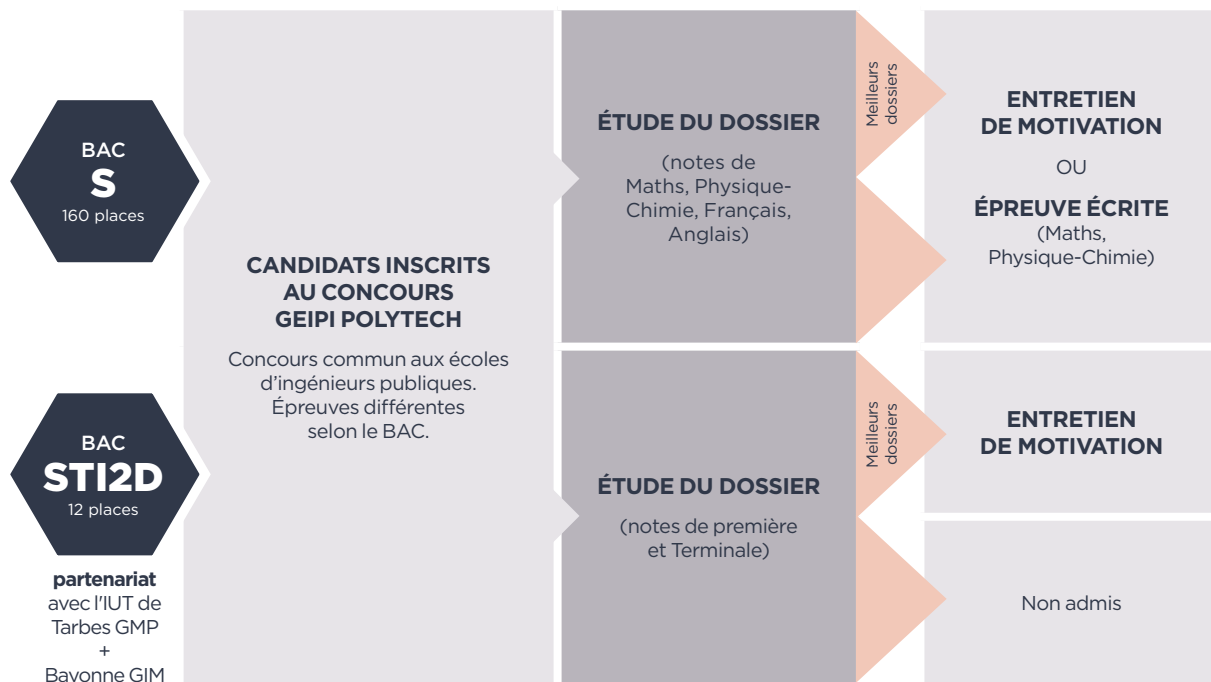 BAC
S
160 places
BAC
STI2D
12 places
partenariat
avec l'IUT de
Tarbes GMP
+
Bayonne GIM
CANDIDATS INSCRITS
AU CONCOURS
GEIPI POLYTECH
Concours commun aux écoles
d’ingénieurs publiques.
Épreuves différentes
selon le BAC.
ÉTUDE DU DOSSIER
(notes de
Maths, Physique-
Chimie, Français,
Anglais)
Meilleurs
dossiers
ENTRETIEN
DE MOTIVATION
OU
ÉPREUVE ÉCRITE
(Maths,
Physique-Chimie)
ÉTUDE DU DOSSIER
(notes de première
et Terminale)
Meilleurs
dossiers
ENTRETIEN
DE MOTIVATION
Non admis